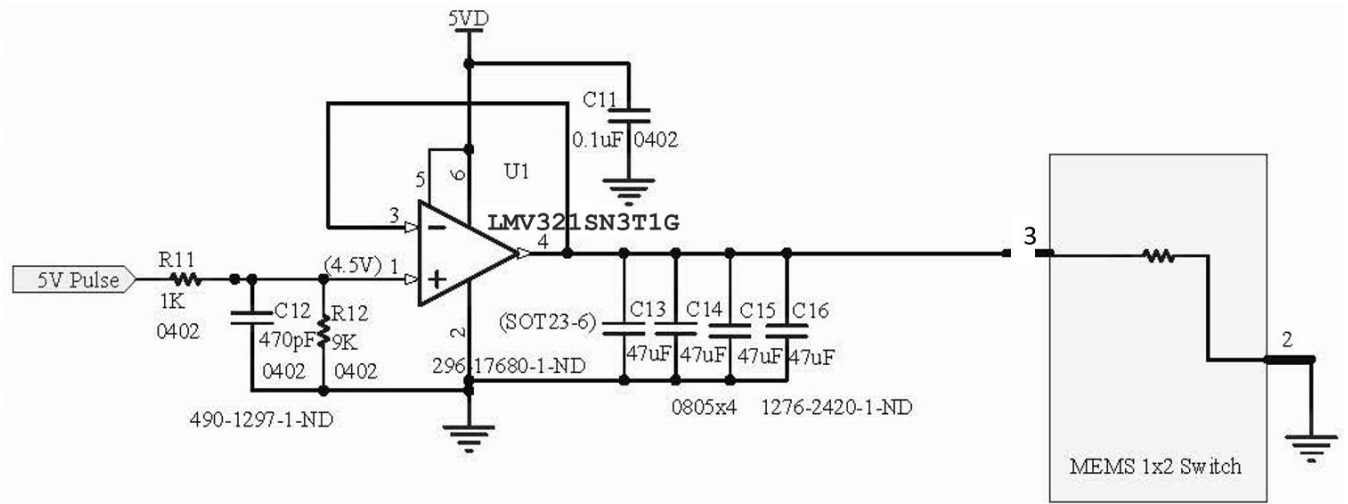 5VD
C11
0.1uF 0402
5
6
U1
3
LMV321SN3T1G
4
3
R11
(4.5V) 1
5V Pulse
1K
0402
C12
R12
470pF
9K
0402
0402
2
(SOT23-6)
C13
C14
C15
C16
47uF
47uF
47uF
47uF
2
296-17680-1-ND
490-1297-1-ND
0805x4
1276-2420-1-ND
MEMS 1x2 Switch